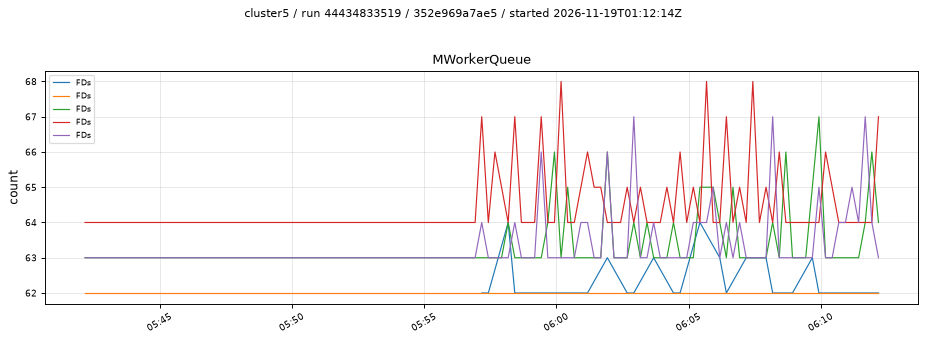 cluster5 / run 44434833519 / 352e969a7ae5 / started 2026-11-19T01:12:14Z
MWorkerQueue
FDs
FDs
FDs
FDs
FDs
count
68
67
66
65
64
63
62
05:45
05:50
05:55
06:00
06:05
06:10